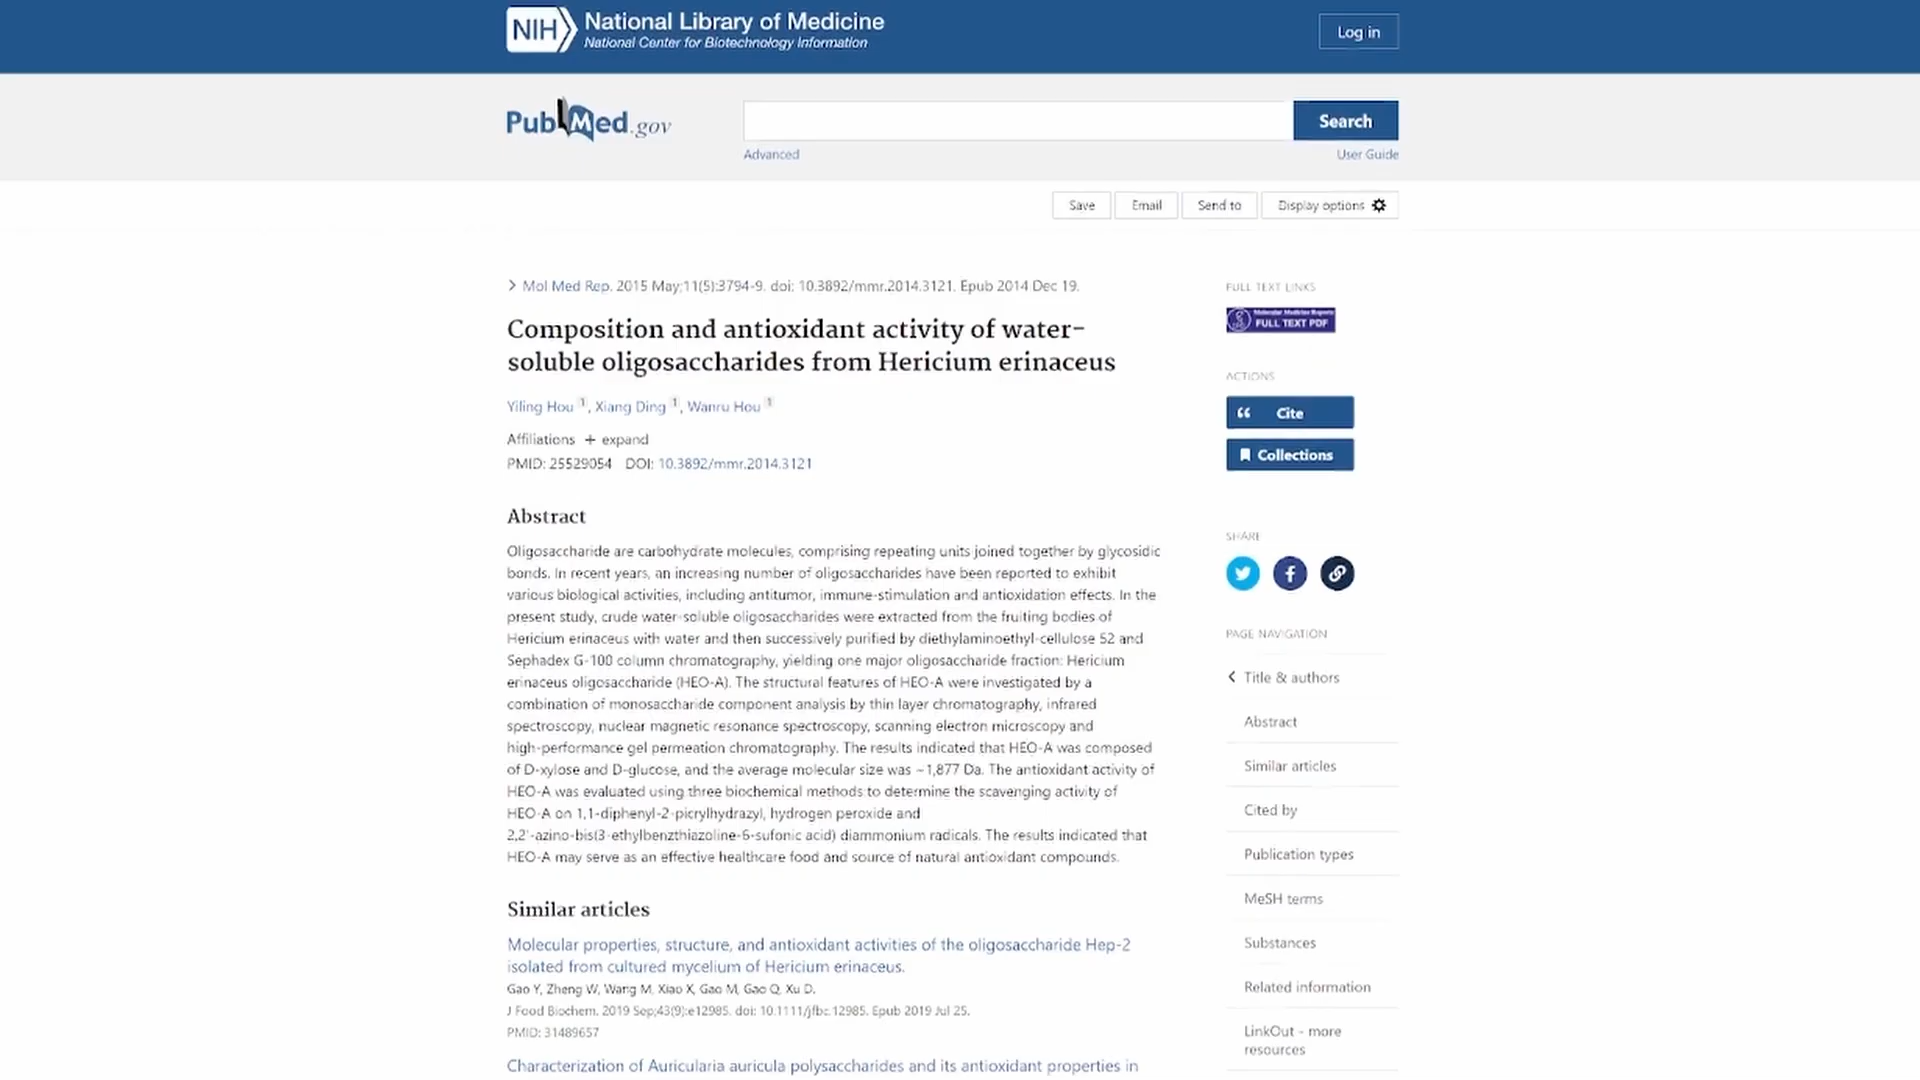 NIH National Library of Medicine
National Center for Biotechnology Information
Log in
PubMed.gov
Search
Advanced
User Guide
Save
Email
Send to
Display options
Mol Med Rep. 2015 May;11(5):3794-9. doi: 10.3892/mmr.2014.3121. Epub 2014 Dec 19.
Composition and antioxidant activity of water-
soluble oligosaccharides from Hericium erinaceus
Yiling Hou 1, Xiang Ding 1, Wanru Hou 1
Affiliations + expand
PMID: 25529054 DOI: 10.3892/mmr.2014.3121
Abstract
Oligosaccharide are carbohydrate molecules, comprising repeating units joined together by glycosidic
bonds. In recent years, an increasing number of oligosaccharides have been reported to exhibit
various biological activities, including antitumor, immune-stimulation and antioxidation effects. In the
present study, crude water-soluble oligosaccharides were extracted from the fruiting bodies of
Hericium erinaceus with water and then successively purified by diethylaminoethyl-cellulose 52 and
Sephadex G-100 column chromatography, yielding one major oligosaccharide fraction: Hericium
erinaceus oligosaccharide (HEO-A). The structural features of HEO-A were investigated by a
combination of monosaccharide component analysis by thin layer chromatography, infrared
spectroscopy, nuclear magnetic resonance spectroscopy, scanning electron microscopy and
high-performance gel permeation chromatography. The results indicated that HEO-A was composed
of D-xylose and D-glucose, and the average molecular size was ~1,877 Da. The antioxidant activity of
HEO-A was evaluated using three biochemical methods to determine the scavenging activity of
HEO-A on 1,1-diphenyl-2-picrylhydrazyl, hydrogen peroxide and
2,2'-azino-bis(3-ethylbenzthiazoline-6-sufonic acid) diammonium radicals. The results indicated that
HEO-A may serve as an effective healthcare food and source of natural antioxidant compounds.
Similar articles
Molecular properties, structure, and antioxidant activities of the oligosaccharide Hep-2
isolated from cultured mycelium of Hericium erinaceus.
Gao Y, Zheng W, Wang M, Xiao X, Gao M, Gao Q, Xu D.
J Food Biochem. 2019 Sep;43(9):e12985. doi: 10.1111/jfbc.12985. Epub 2019 Jul 25.
PMID: 31489657
Characterization of Auricularia auricula polysaccharides and its antioxidant properties in
FULL TEXT LINKS
Molecular Medicine Reports
FULL TEXT PDF
ACTIONS
Cite
Collections
SHARE
PAGE NAVIGATION
Title & authors
Abstract
Similar articles
Cited by
Publication types
MeSH terms
Substances
Related information
LinkOut - more
resources